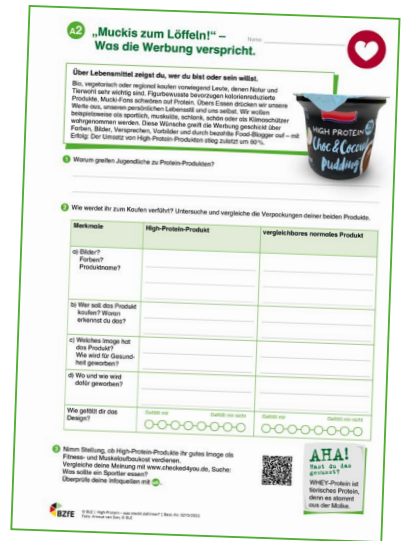 A2 „Muckis zum Löffeln!“ –
Was die Werbung verspricht.
Name:
Über Lebensmittel zeigst du, wer du bist oder sein willst.
Bio, vegetarisch oder regional kaufen vorwiegend Leute, denen Natur und
Tierwohl sehr wichtig sind. Figurbewusste bevorzugen kalorienreduzierte
Produkte, Mucki-Fans schwören auf Protein. Übers Essen drücken wir unsere
Werte aus, unseren persönlichen Lebensstil und uns selbst. Wir wollen
beispielsweise als sportlich, muskulös, schlank, schön oder als Klimaschützer
wahrgenommen werden. Diese Wünsche greift die Werbung geschickt über
Farben, Bilder, Versprechen, Vorbilder und durch bezahlte Food-Blogger auf – mit
Erfolg: Der Umsatz von High-Protein-Produkten stieg zuletzt um 60 %.
HIGH PROTEIN
Choc & Cocos
Pudding
1 Warum greifen Jugendliche zu Protein-Produkten?
2 Wie werdet ihr zum Kaufen verführt? Untersuche und vergleiche die Verpackungen deiner beiden Produkte.
Merkmale
High-Protein-Produkt
vergleichbares normales Produkt
a) Bilder?
Farben?
Produktname?
b) Wer soll das Produkt
kaufen? Woran
erkennst du das?
c) Welches Image hat
das Produkt?
Wie wird für Gesund-
heit geworben?
d) Wo und wie wird
dafür geworben?
Wie gefällt dir das
Design?
Gefällt mir
Gefällt mir nicht
Gefällt mir
Gefällt mir nicht
3 Nimm Stellung, ob High-Protein-Produkte ihr gutes Image als
Fitness- und Muskelaufbaukost verdienen.
Vergleiche deine Meinung mit www.checked4you.de, Suche:
Was sollte ein Sportler essen?
Überprüfe deine Infoquellen mit
AHA!
Hast du das
gewusst?
WHEY-Protein ist
tierisches Protein,
denn es stammt
aus der Molke.
BZfE